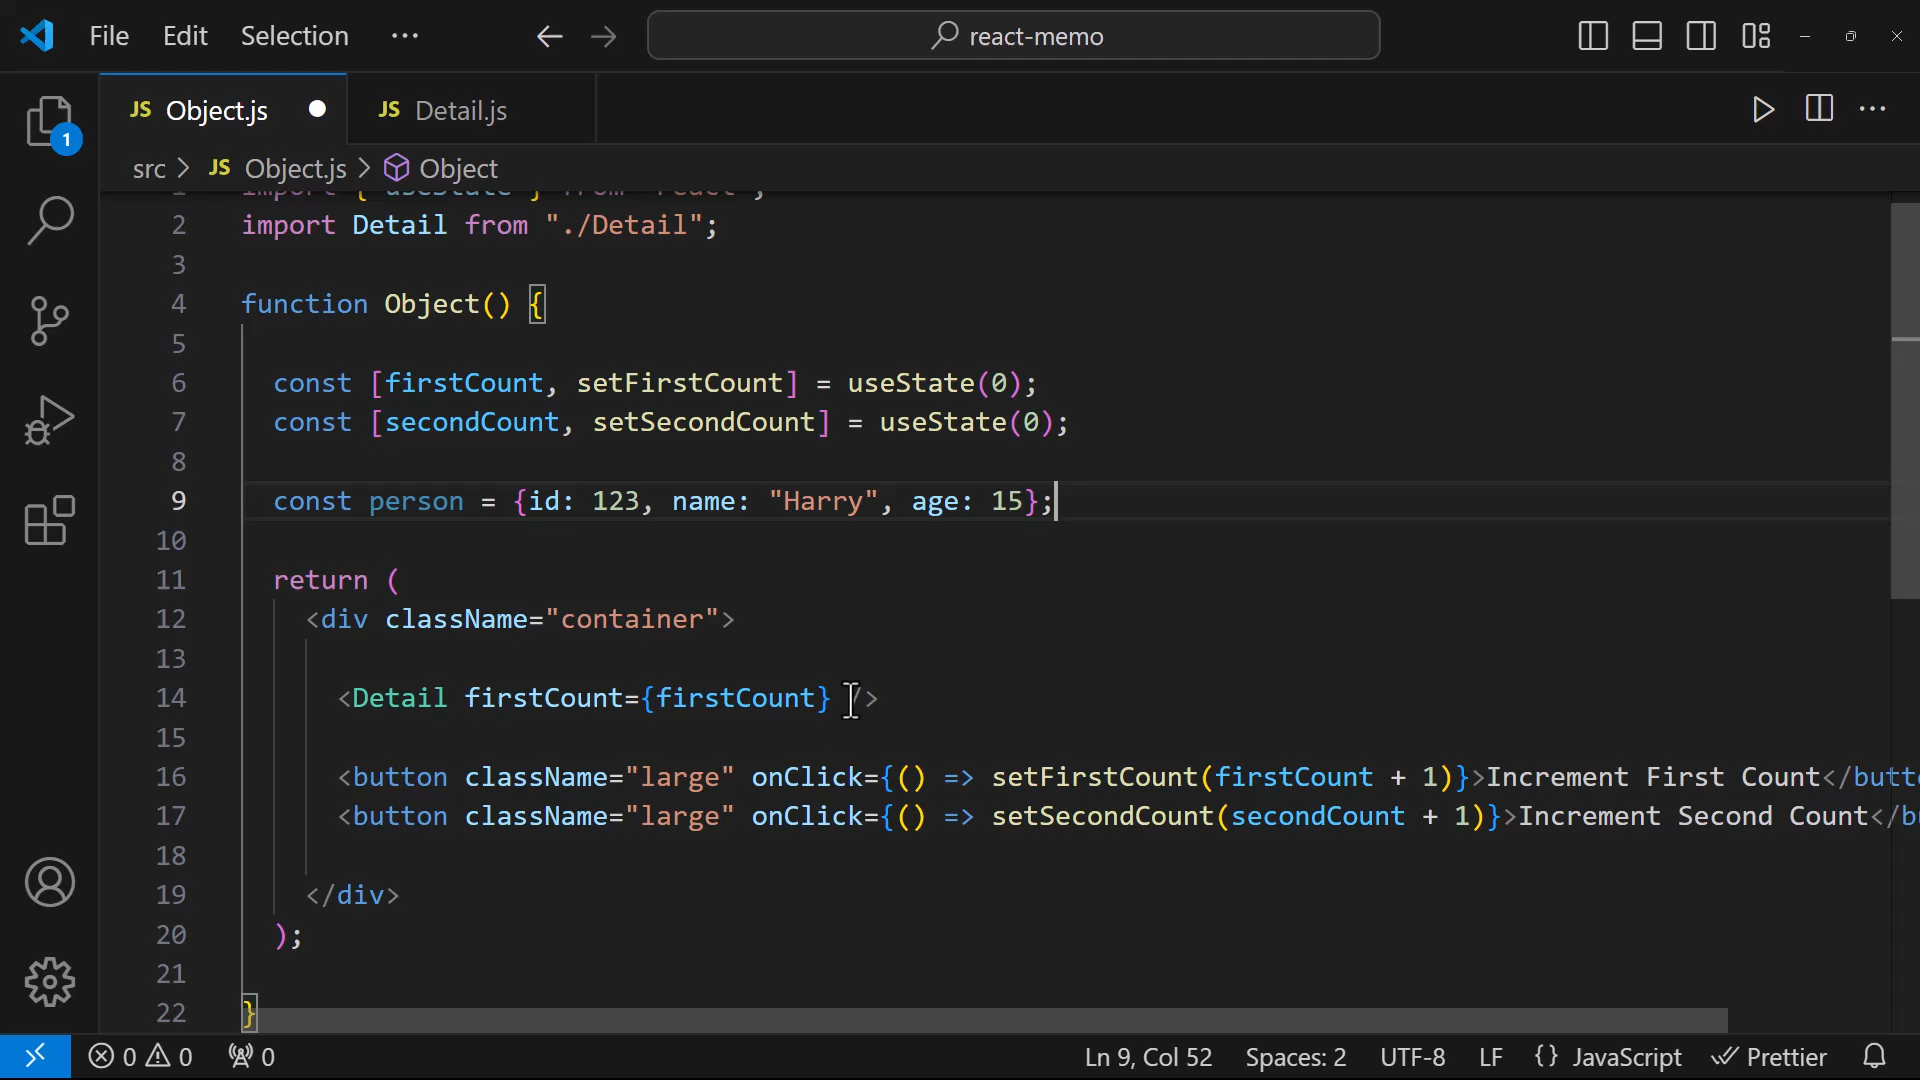 File Edit Selection ··· react-memo
1
JS Object.js JS Detail.js
src > JS Object.js > Object
1 import { useState } from "react";
2 import Detail from "./Detail";
3
4 function Object() {
5
6 const [firstCount, setFirstCount] = useState(0);
7 const [secondCount, setSecondCount] = useState(0);
8
9 const person = {id: 123, name: "Harry", age: 15};
10
11 return (
12 <div className="container">
13
14 <Detail firstCount={firstCount} />
15
16 <button className="large" onClick={() => setFirstCount(firstCount + 1)}>Increment First Count</butt
17 <button className="large" onClick={() => setSecondCount(secondCount + 1)}>Increment Second Count</b
18
19 </div>
20 );
21
22 }
0 0 0 Ln 9, Col 52 Spaces: 2 UTF-8 LF {} JavaScript Prettier